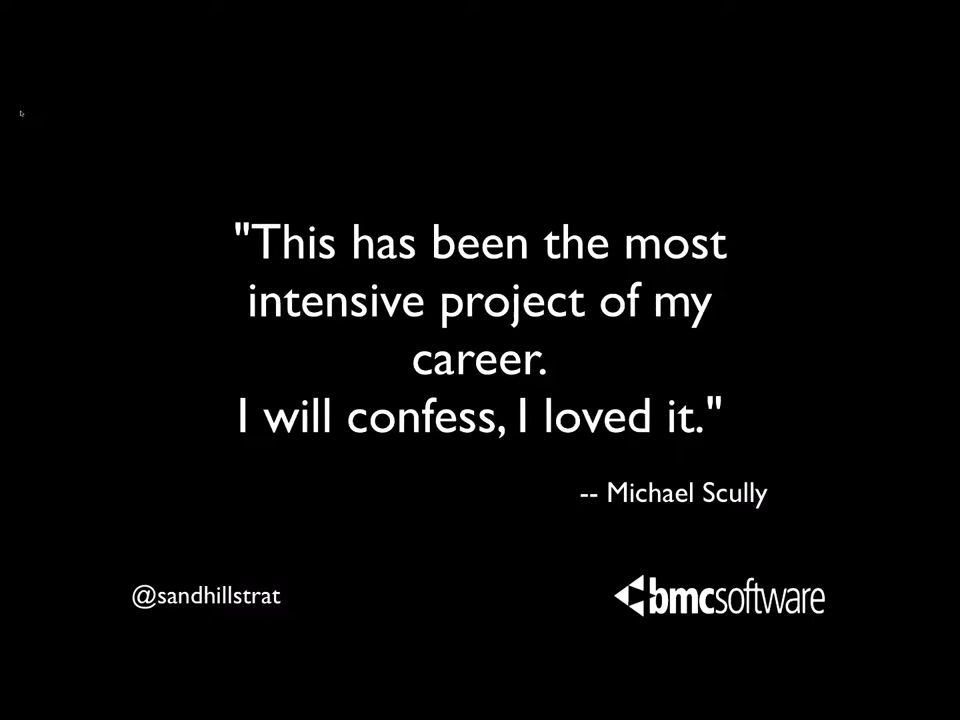 "This has been the most
intensive project of my
career.
I will confess, I loved it."
-- Michael Scully
@sandhillstrat
bmcsoftware